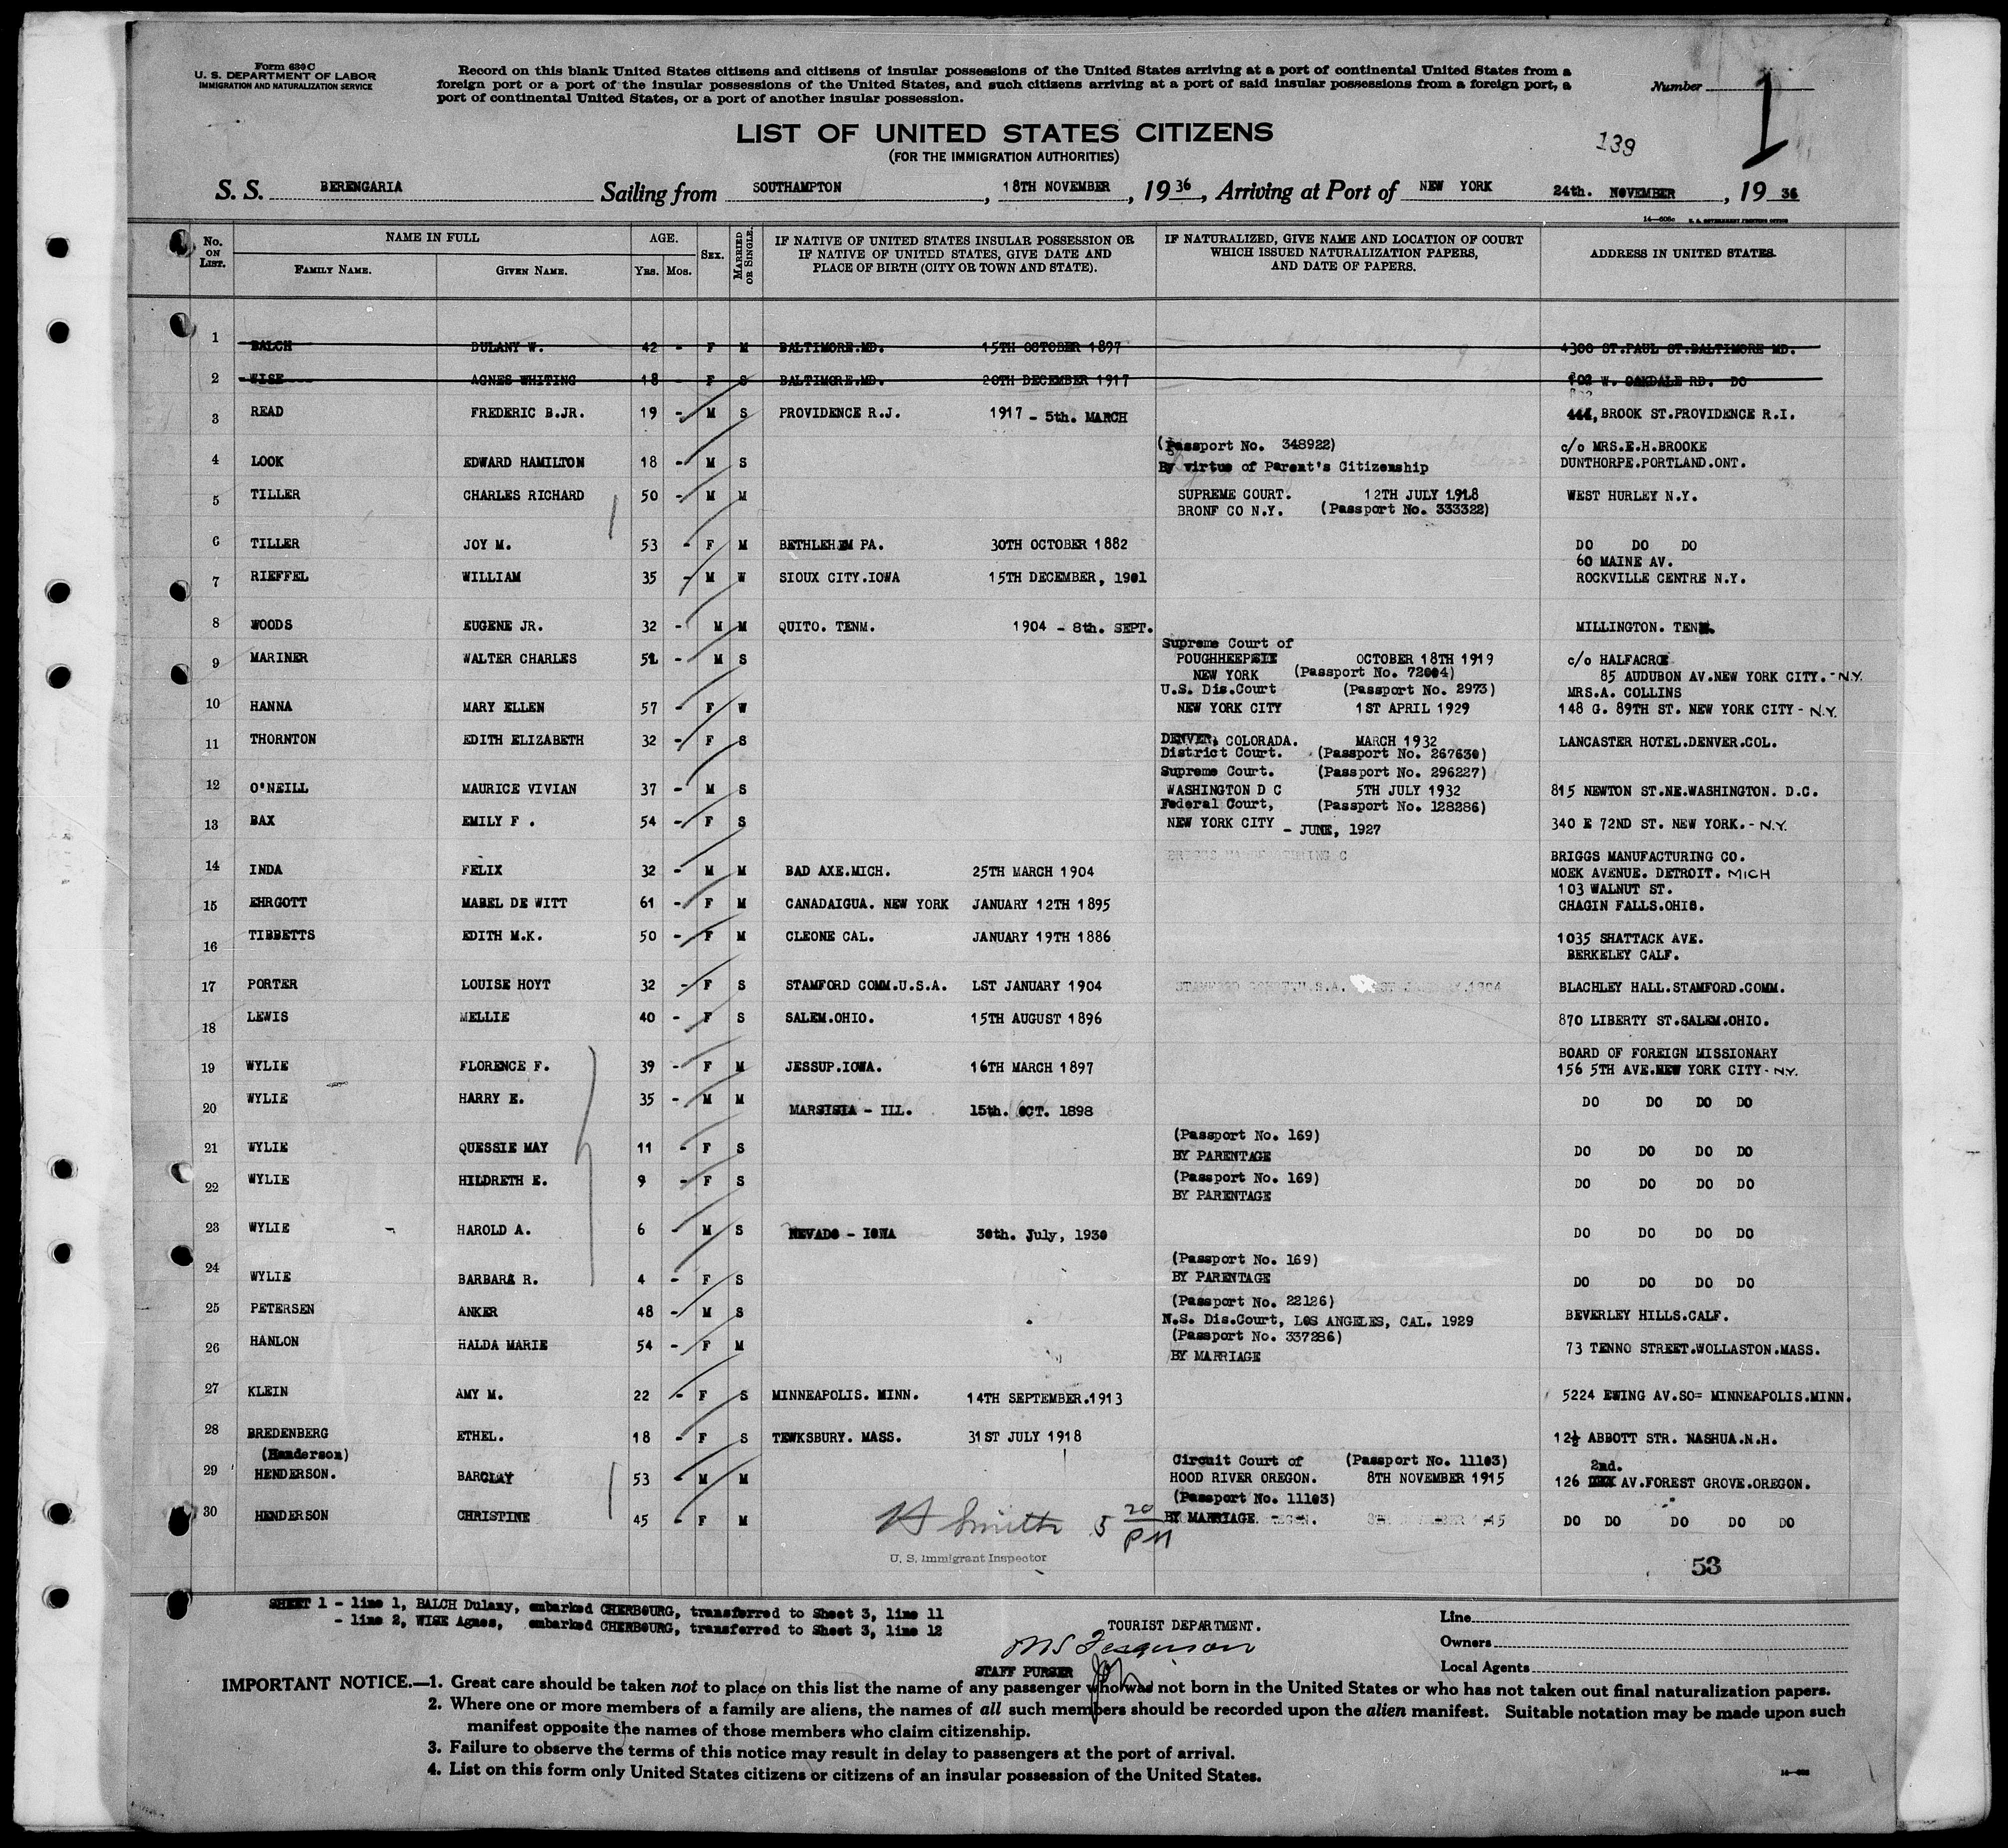 Form 630 C
U. S. DEPARTMENT OF LABOR
IMMIGRATION AND NATURALIZATION SERVICE
Record on this blank United States citizens and citizens of insular possessions of the United States arriving at a port of continental United States from a
foreign port or a port of the insular possessions of the United States, and such citizens arriving at a port of said insular possessions from a foreign port, a
port of continental United States, or a port of another insular possession.
Number 1
LIST OF UNITED STATES CITIZENS
(FOR THE IMMIGRATION AUTHORITIES)
139
S. S. BERENGARIA Sailing from SOUTHAMPTON, 18TH NOVEMBER, 1936, Arriving at Port of NEW YORK 24th. NOVEMBER, 1936
14—608c U. S. GOVERNMENT PRINTING OFFICE
No. ON LIST. NAME IN FULL AGE. SEX. MARRIED OR SINGLE. IF NATIVE OF UNITED STATES INSULAR POSSESSION OR IF NATIVE OF UNITED STATES, GIVE DATE AND PLACE OF BIRTH (CITY OR TOWN AND STATE). IF NATURALIZED, GIVE NAME AND LOCATION OF COURT WHICH ISSUED NATURALIZATION PAPERS, AND DATE OF PAPERS. ADDRESS IN UNITED STATES.
FAMILY NAME. GIVEN NAME. YRS. MOS.
1 BALCH DULANY W. 42 - F M BALTIMORE.MD. 15TH OCTOBER 1897 4300 ST.PAUL ST.BALTIMORE MD.
2 WISE AGNES WHITING 18 - F S BALTIMORE.MD. 20TH DECEMBER 1917 W. OAKDALE RD. DO
3 READ FREDERIC B.JR. 19 - M S PROVIDENCE R.J. 1917 - 5th. MARCH BROOK ST.PROVIDENCE R.I.
(Passport No. 348922) c/o MRS.E.H.BROOKE
4 LOOK EDWARD HAMILTON 18 - M S By virtue of Parent's Citizenship DUNTHORPE.PORTLAND.ONT.
5 TILLER CHARLES RICHARD 50 - M M SUPREME COURT. 12TH JULY 1918 WEST HURLEY N.Y.
BRONF CO N.Y. (Passport No. 333322)
6 TILLER JOY M. 53 - F M BETHLEHEM PA. 30TH OCTOBER 1882 DO DO DO
60 MAINE AV.
7 RIEFFEL WILLIAM 35 - M W SIOUX CITY.IOWA 15TH DECEMBER, 1901 ROCKVILLE CENTRE N.Y.
8 WOODS EUGENE JR. 32 - M M QUITO. TENM. 1904 - 8th. SEPT. MILLINGTON. TENN.
Supreme Court of
9 MARINER WALTER CHARLES 52 - M S POUGHHEEPSIE OCTOBER 18TH 1919 c/o HALFACRE
NEW YORK (Passport No. 72004) 85 AUDUBON AV.NEW YORK CITY. - N.Y.
U.S. Dis.Court (Passport No. 2973) MRS.A. COLLINS
10 HANNA MARY ELLEN 57 - F W NEW YORK CITY 1ST APRIL 1929 148 G. 89TH ST. NEW YORK CITY - N.Y.
11 THORNTON EDITH ELIZABETH 32 - F S DENVER, COLORADA. MARCH 1932 LANCASTER HOTEL.DENVER.COL.
District Court. (Passport No. 267630)
Supreme Court. (Passport No. 296227)
12 O'NEILL MAURICE VIVIAN 37 - M S WASHINGTON D C 5TH JULY 1932 815 NEWTON ST.NE.WASHINGTON. D.C.
Federal Court, (Passport No. 128286)
13 BAX EMILY F . 54 - F S NEW YORK CITY - JUNE, 1927 340 E 72ND ST. NEW YORK. - N.Y.
BRIGGS MANUFACTURING CO.
14 INDA FELIX 32 - M M BAD AXE.MICH. 25TH MARCH 1904 MOEK AVENUE. DETROIT. MICH
103 WALNUT ST.
15 EHRGOTT MABEL DE WITT 61 - F M CANADAIGUA. NEW YORK JANUARY 12TH 1895 CHAGIN FALLS.OHIO.
16 TIBBETTS EDITH M.K. 50 - F M CLEONE CAL. JANUARY 19TH 1886 1035 SHATTACK AVE.
BERKELEY CALF.
17 PORTER LOUISE HOYT 32 - F S STAMFORD COMM.U.S.A. LST JANUARY 1904 BLACHLEY HALL.STAMFORD.COMM.
18 LEWIS MELLIE 40 - F S SALEM.OHIO. 15TH AUGUST 1896 870 LIBERTY ST.SALEM.OHIO.
BOARD OF FOREIGN MISSIONARY
19 WYLIE FLORENCE F. 39 - F M JESSUP.IOWA. 16TH MARCH 1897 156 5TH AVE.NEW YORK CITY - N.Y.
20 WYLIE HARRY E. 35 - M M - ILL. 15th. OCT. 1898 DO DO DO DO
(Passport No. 169)
21 WYLIE QUESSIE MAY 11 - F S BY PARENTAGE DO DO DO DO
22 WYLIE HILDRETH E. 9 - F S (Passport No. 169) DO DO DO DO
BY PARENTAGE
23 WYLIE HAROLD A. 6 - M S NEVADO - IOWA 30th. July, 1930 DO DO DO DO
(Passport No. 169)
24 WYLIE BARBARA R. 4 - F S BY PARENTAGE DO DO DO DO
(Passport No. 22126)
25 PETERSEN ANKER 48 - M S N.S. Dis.Court, LOS ANGELES, CAL. 1929 BEVERLEY HILLS.CALF.
(Passport No. 337286)
26 HANLON HALDA MARIE 54 - F M BY MARRIAGE 73 TENNO STREET.WOLLASTON.MASS.
27 KLEIN AMY M. 22 - F S MINNEAPOLIS. MINN. 14TH SEPTEMBER.1913 5224 EWING AV.SO= MINNEAPOLIS.MINN.
28 BREDENBERG ETHEL. 18 - F S TEWKSBURY. MASS. 31ST JULY 1918 12½ ABBOTT STR. NASHUA.N.H.
(Henderson) Circuit Court of (Passport No. 11103) 2nd.
29 HENDERSON. BARCLAY 53 - M M HOOD RIVER OREGON. 8TH NOVEMBER 1915 126 AV.FOREST GROVE.OREGON.
(Passport No. 11103)
30 HENDERSON CHRISTINE 45 - F M BY MARRIAGE DO DO DO DO DO
H Smith 5 20 PM
U. S. Immigrant Inspector
53
SHEET 1 - line 1, BALCH Dulany, embarked CHERBOURG, transferred to Sheet 3, line 11
- line 2, WISE Agnes, embarked CHERBOURG, transferred to Sheet 3, line 12
TOURIST DEPARTMENT.
Ferguson
STAFF PURSER
Line
Owners
Local Agents
IMPORTANT NOTICE.—1. Great care should be taken not to place on this list the name of any passenger who was not born in the United States or who has not taken out final naturalization papers.
2. Where one or more members of a family are aliens, the names of all such members should be recorded upon the alien manifest. Suitable notation may be made upon such
manifest opposite the names of those members who claim citizenship.
3. Failure to observe the terms of this notice may result in delay to passengers at the port of arrival.
4. List on this form only United States citizens or citizens of an insular possession of the United States.